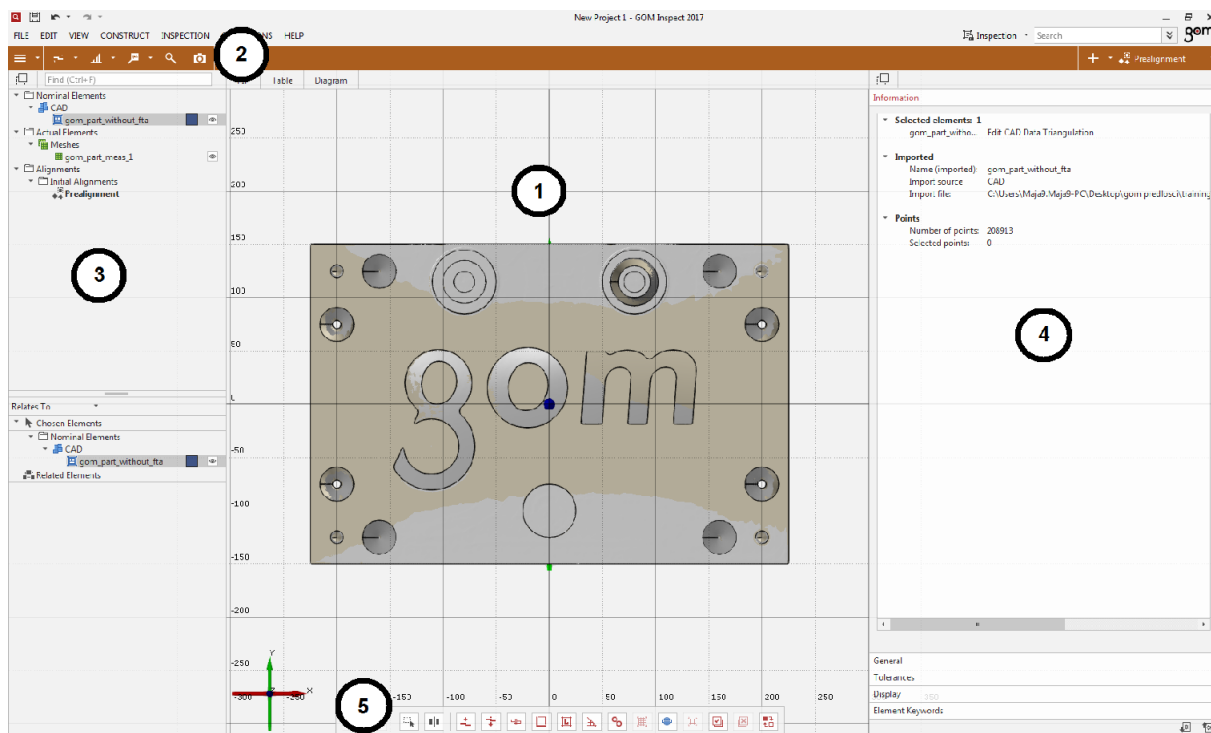 New Project 1 - GOM Inspect 2017
FILE EDIT VIEW CONSTRUCT INSPECTION
NS HELP
Inspection
Search
gom
2
Prealignment
Find (Ctrl+F)
Table
Diagram
Information
Nominal Elements
CAD
gom_part_without_fta
Actual Elements
Meshes
gom_part_meas_1
Alignments
Initial Alignments
Prealignment
Selected elements: 1
gom_part_witho... Edit CAD Data Triangulation
Imported
Name (imported): gom_part_without_fta
Import source CAD
Import file: C:\Users\Maja9.Maja9-PC\Desktop\gom predlosci\training
Points
Number of points: 208913
Selected points: 0
250
200
1
150
3
100
4
50
gom
Relates To
Chosen Elements
Nominal Elements
CAD
gom_part_without_fta
Related Elements
-50
-100
-150
-200
-250
Y
X
-300 -250
5
-150 -100 -50 0 50 100 150 200 250
General
Tolerances
Display
350
Element Keywords